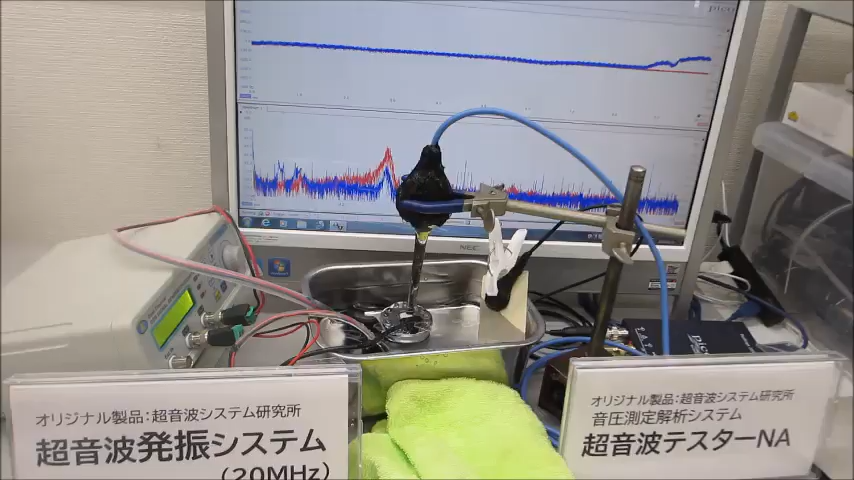 pico
NEC
pico
オリジナル製品:超音波システム研究所
超音波発振システム
(20MHz)
オリジナル製品:超音波システム研究所
音圧測定解析システム
超音波テスターNA